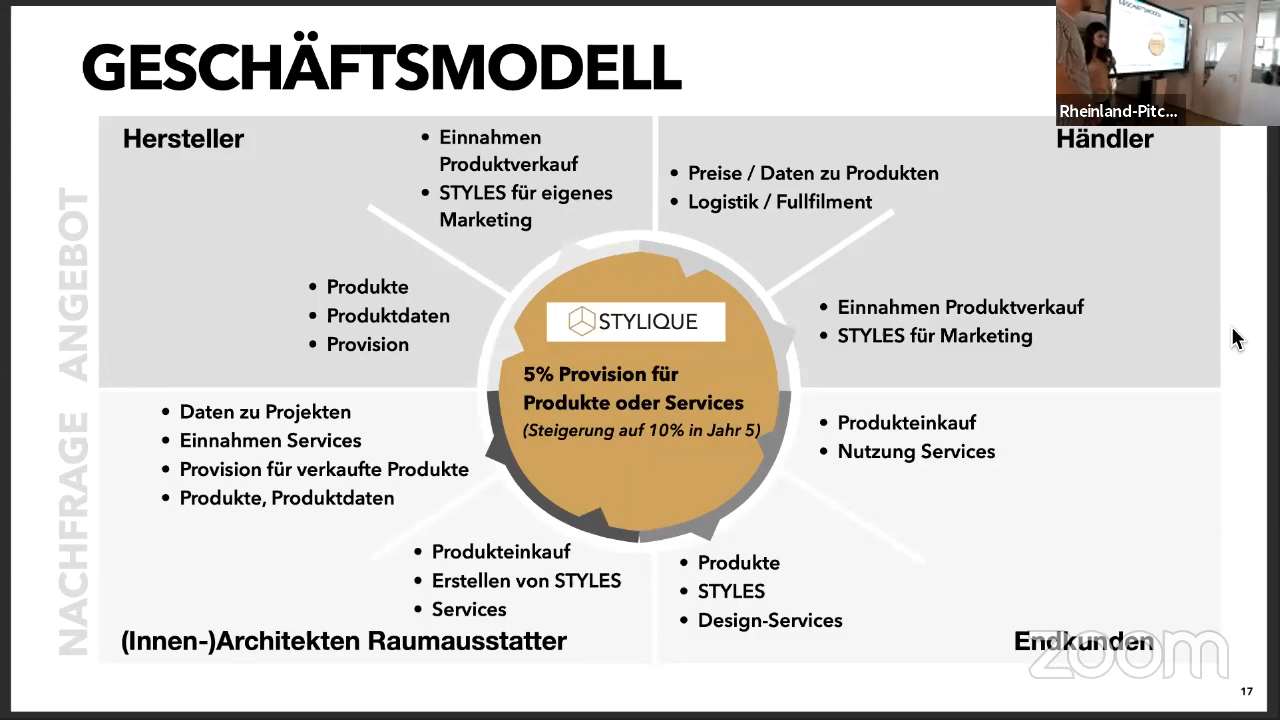 GESCHÄFTSMODELL
Rheinland-Pitc...
Hersteller
Händler
ANGEBOT
NACHFRAGE
• Einnahmen
Produktverkauf
• STYLES für eigenes
Marketing
• Preise / Daten zu Produkten
• Logistik / Fullfilment
• Produkte
• Produktdaten
• Provision
• Einnahmen Produktverkauf
• STYLES für Marketing
STYLIQUE
5% Provision für
Produkte oder Services
(Steigerung auf 10% in Jahr 5)
• Daten zu Projekten
• Einnahmen Services
• Provision für verkaufte Produkte
• Produkte, Produktdaten
• Produkteinkauf
• Nutzung Services
• Produkteinkauf
• Erstellen von STYLES
• Services
• Produkte
• STYLES
• Design-Services
(Innen-)Architekten Raumausstatter
Endkunden
zoom
17